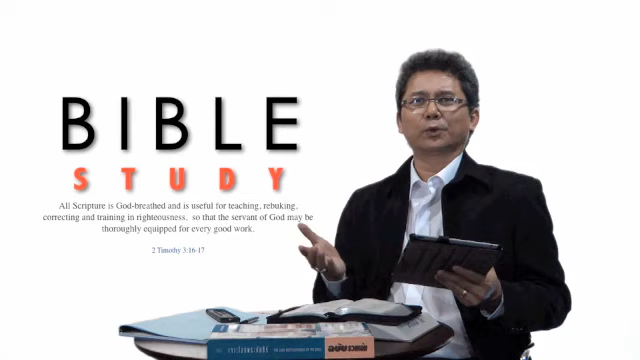 BIBLE
STUDY
All Scripture is God-breathed and is useful for teaching, rebuking,
correcting and training in righteousness, so that the servant of God may be
thoroughly equipped for every good work.
2 Timothy 3:16-17